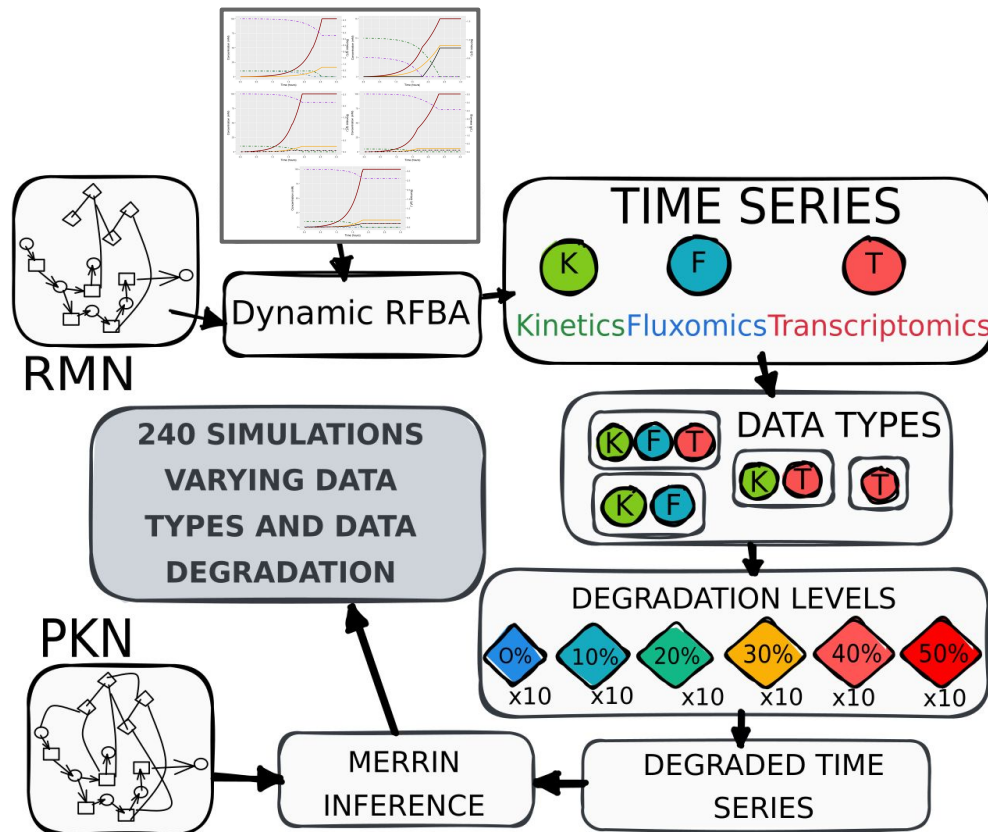 RMN
Dynamic RFBA
TIME SERIES
K F T
Kinetics Fluxomics Transcriptomics
DATA TYPES
K F T
K T
T
K F
DEGRADATION LEVELS
0% 10% 20% 30% 40% 50%
x10 x10 x10 x10 x10 x10
DEGRADED TIME
SERIES
MERRIN
INFERENCE
PKN
240 SIMULATIONS
VARYING DATA
TYPES AND DATA
DEGRADATION